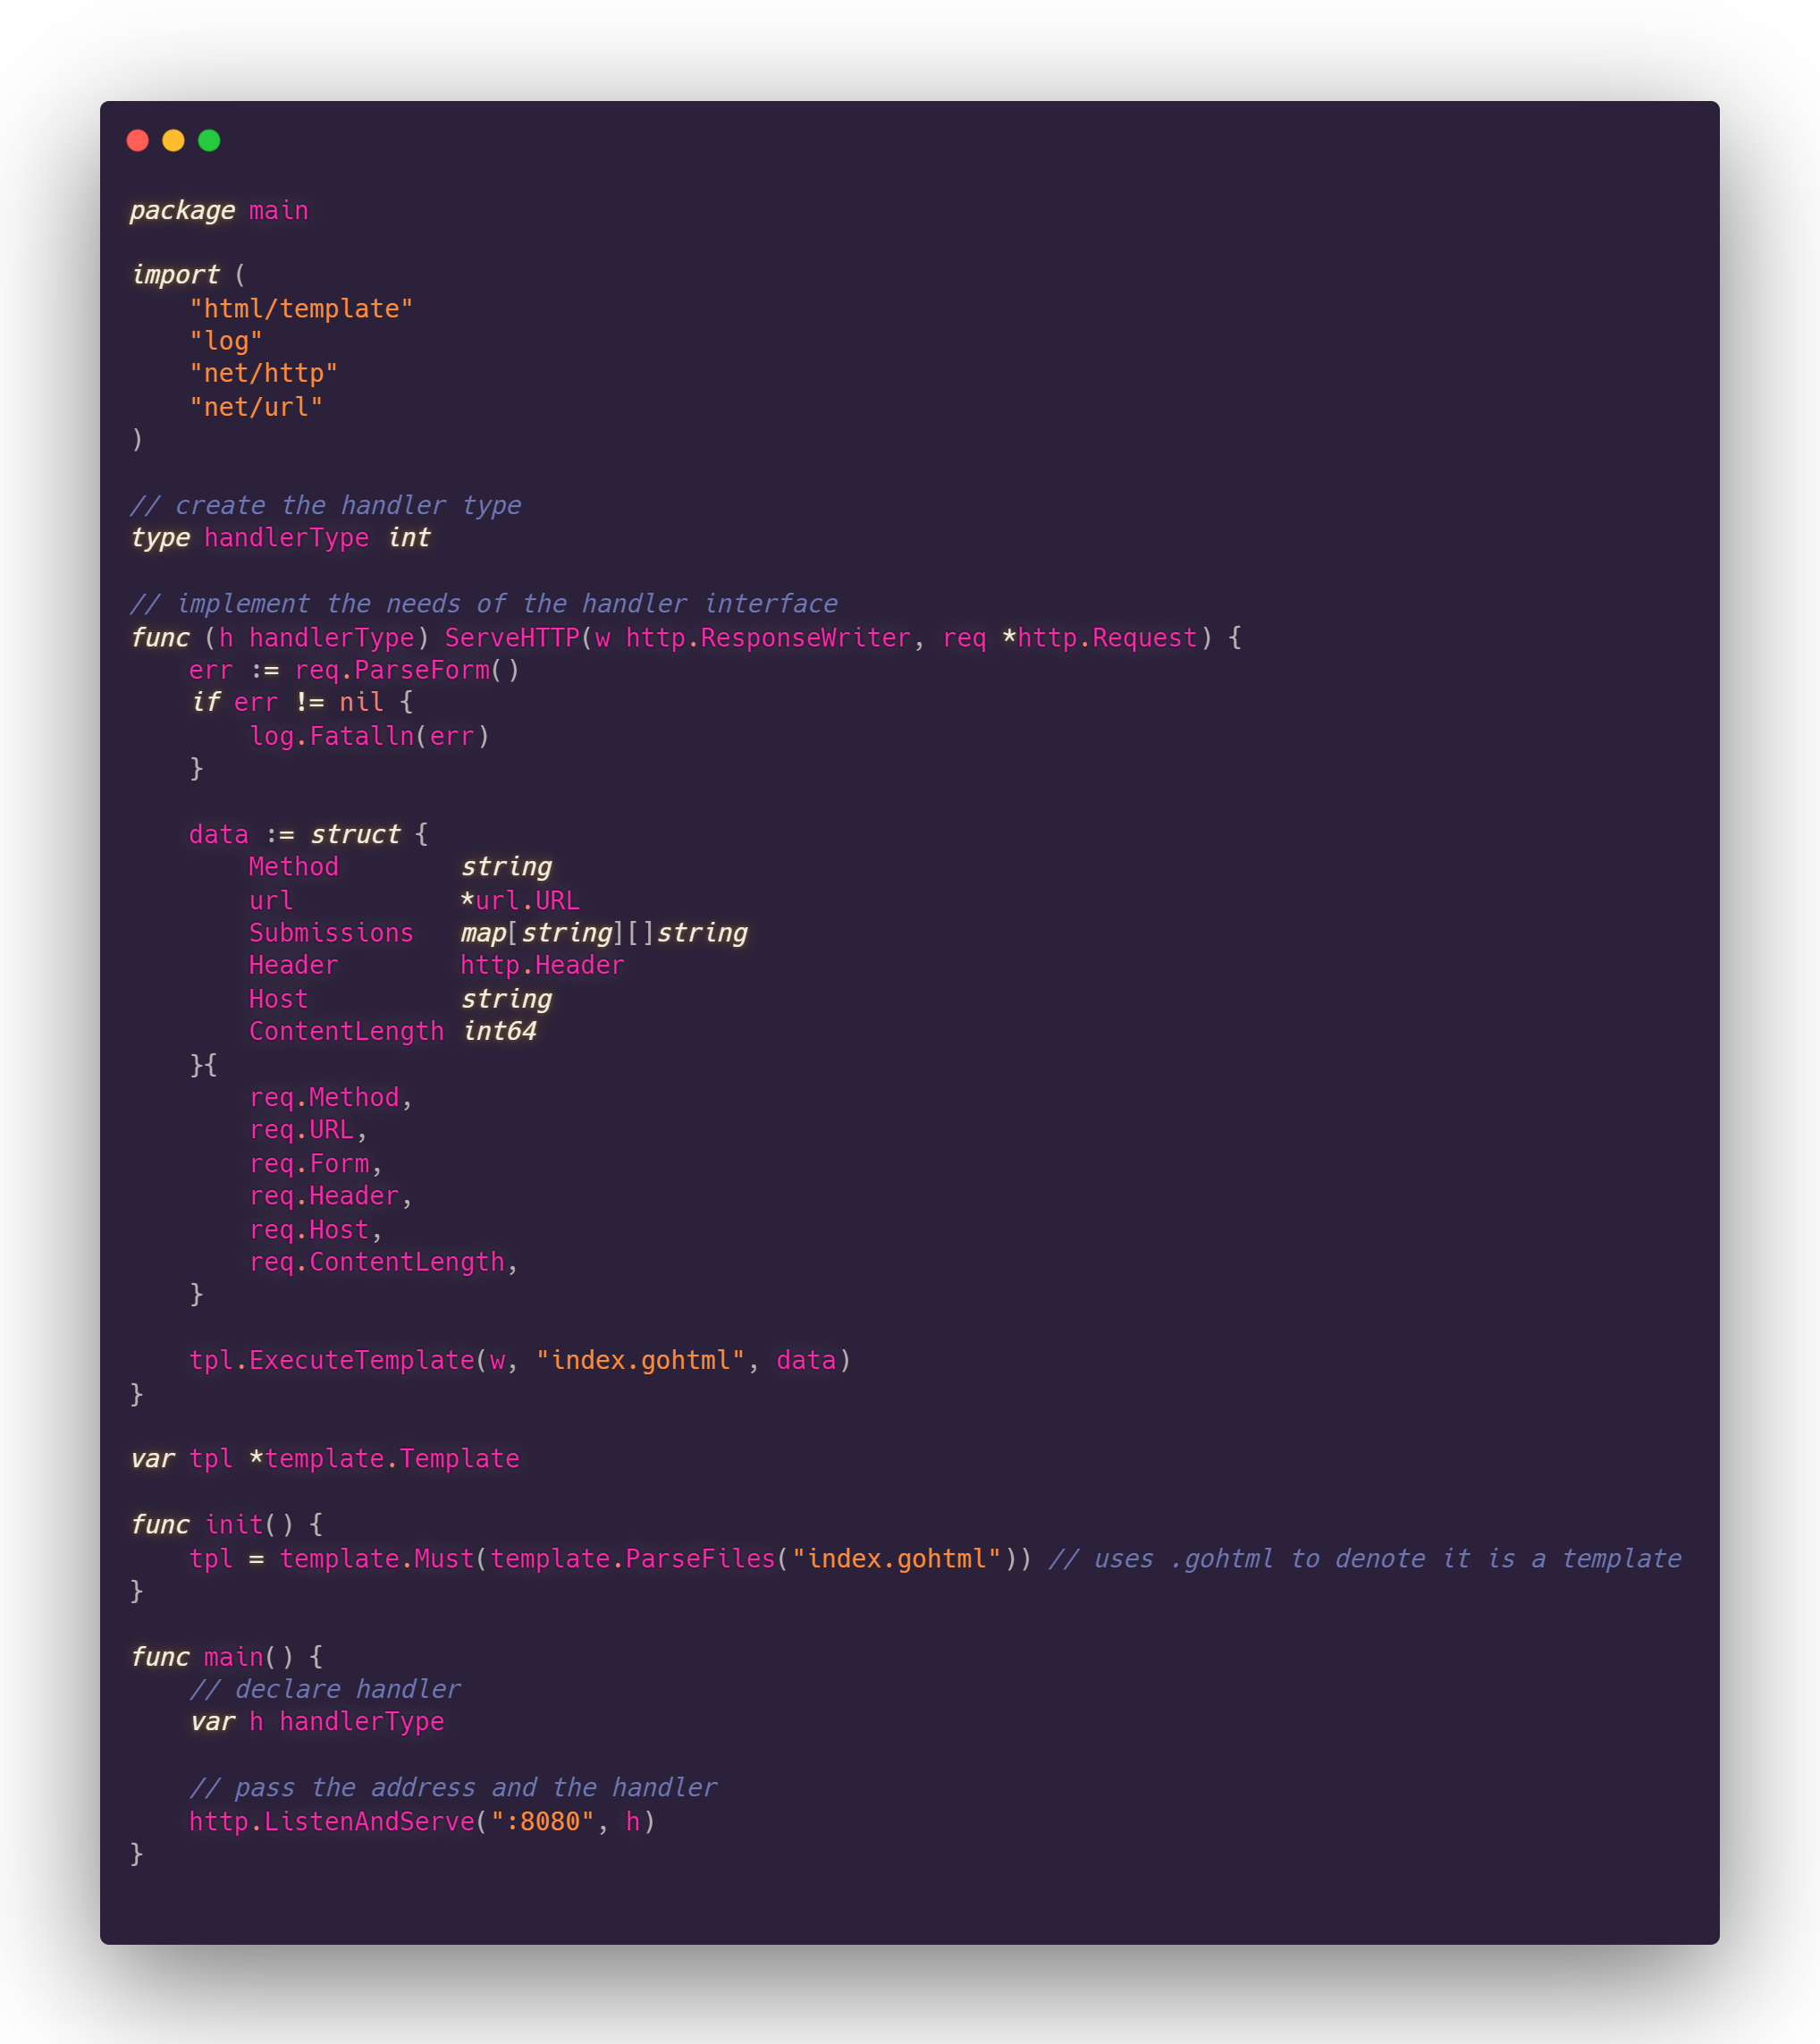 package main

import (
    "html/template"
    "log"
    "net/http"
    "net/url"
)

// create the handler type
type handlerType int

// implement the needs of the handler interface
func (h handlerType) ServeHTTP(w http.ResponseWriter, req *http.Request) {
    err := req.ParseForm()
    if err != nil {
        log.Fatalln(err)
    }

    data := struct {
        Method        string
        url           *url.URL
        Submissions   map[string][]string
        Header        http.Header
        Host          string
        ContentLength int64
    }{
        req.Method,
        req.URL,
        req.Form,
        req.Header,
        req.Host,
        req.ContentLength,
    }

    tpl.ExecuteTemplate(w, "index.gohtml", data)
}

var tpl *template.Template

func init() {
    tpl = template.Must(template.ParseFiles("index.gohtml")) // uses .gohtml to denote it is a template
}

func main() {
    // declare handler
    var h handlerType

    // pass the address and the handler
    http.ListenAndServe(":8080", h)
}